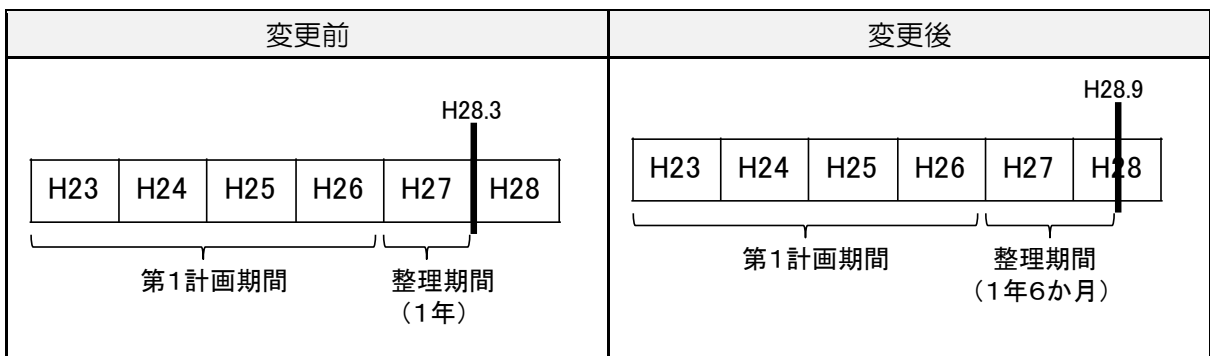 変更前
変更後
H28.3
H23 H24 H25 H26 H27 H28
第1計画期間
整理期間
（1年）
H28.9
H23 H24 H25 H26 H27 H28
第1計画期間
整理期間
（1年6か月）